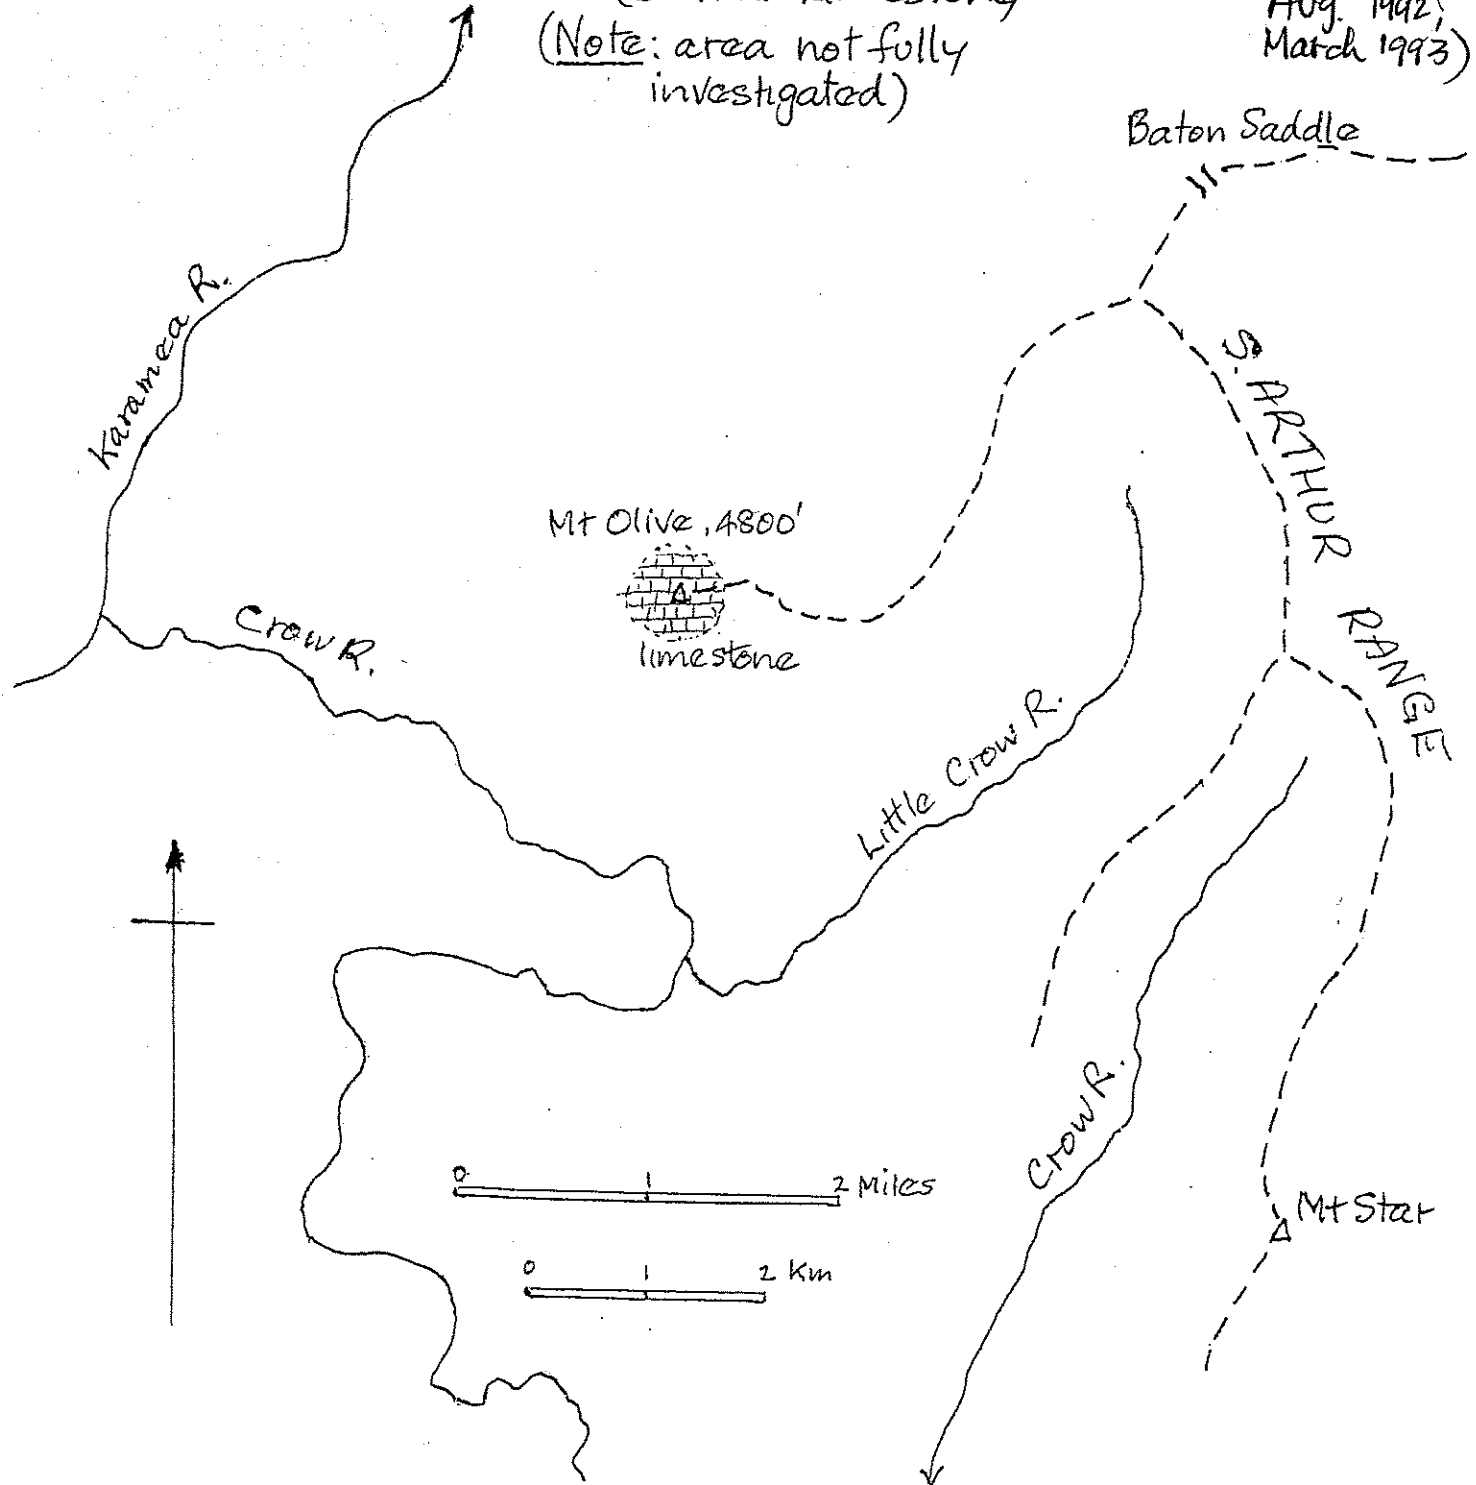 (Note: area not fully
investigated)
Aug. 1992;
March 1993)
Baton Saddle
Karamea R.
S. ARTHUR
RANGE
Mt Olive, 4800'
limestone
Crow R.
Little Crow R.
Crow R.
0 1 2 Miles
0 1 2 Km
Mt Star